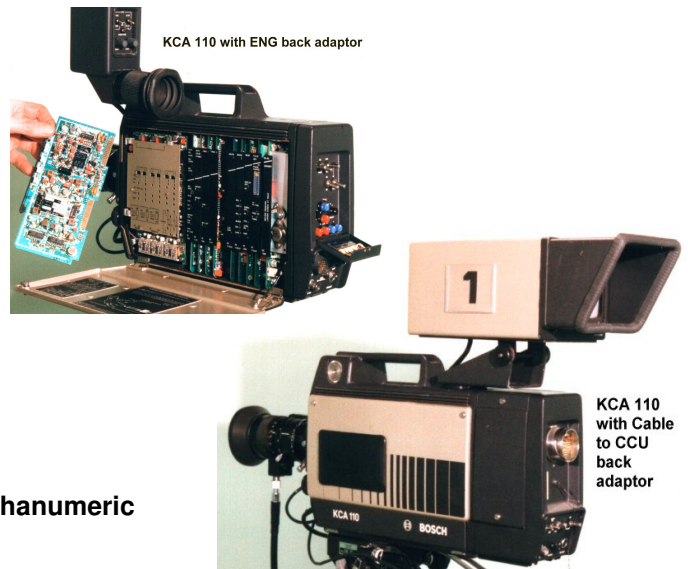 KCA 110 with ENG back adaptor
1
KCA 110
with Cable
to CCU
back
adaptor
hanumeric
KCA 110 BOSCH